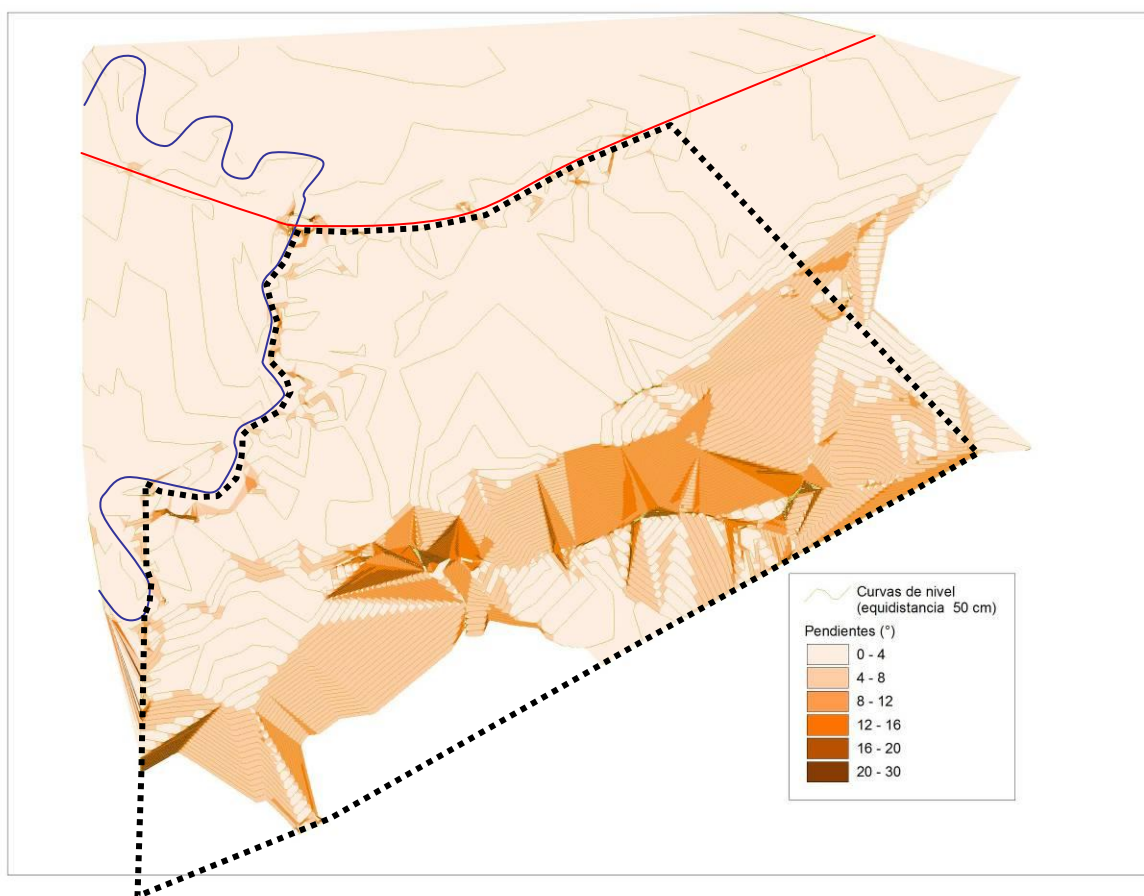 Curvas de nivel
(equidistancia 50 cm)
Pendientes (°)
0 - 4
4 - 8
8 - 12
12 - 16
16 - 20
20 - 30